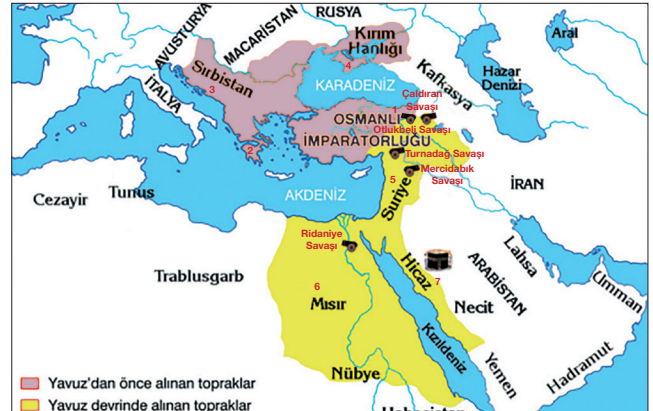 RUSYA
AVUSTURYA
MACARİSTAN
Kırım
Hanlığı
4
Aral
Sırbistan
3
Kafkasya
Hazar
Denizi
İTALYA
KARADENİZ
Çaldıran
Savaşı
1
OSMANLI
Otlukbeli Savaşı
İMPARATORLUĞU
2
Turnadağ Savaşı
Mercidabık
Savaşı
5
Suriye
İRAN
Tunus
Cezayir
AKDENİZ
Ridaniye
Savaşı
Lahsa
Trablusgarb
Hicaz
ARABİSTAN
Umman
6
7
Mısır
Necit
Kızıldeniz
Yemen
Hadramut
Nübye
Yavuz'dan önce alınan topraklar
Yavuz devrinde alınan topraklar